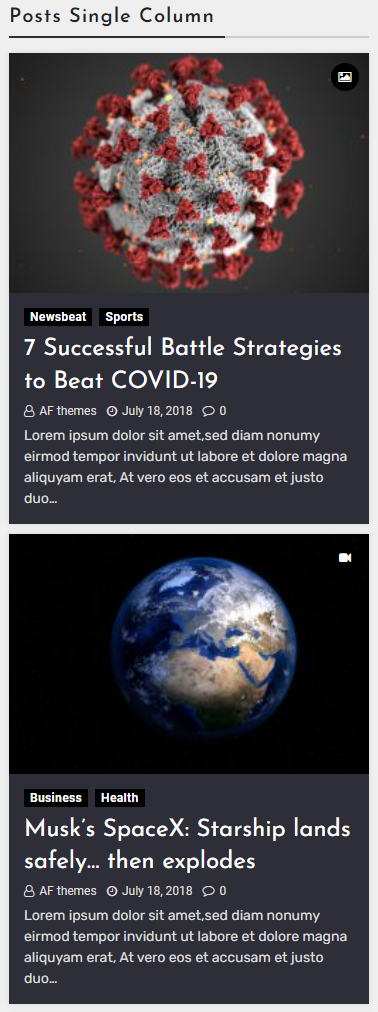 Posts Single Column
Newsbeat Sports
7 Successful Battle Strategies
to Beat COVID-19
AF themes July 18, 2018 0
Lorem ipsum dolor sit amet,sed diam nonumy
eirmod tempor invidunt ut labore et dolore magna
aliquyam erat, At vero eos et accusam et justo
duo...
Business Health
Musk's SpaceX: Starship lands
safely… then explodes
AF themes July 18, 2018 0
Lorem ipsum dolor sit amet,sed diam nonumy
eirmod tempor invidunt ut labore et dolore magna
aliquyam erat, At vero eos et accusam et justo
duo...